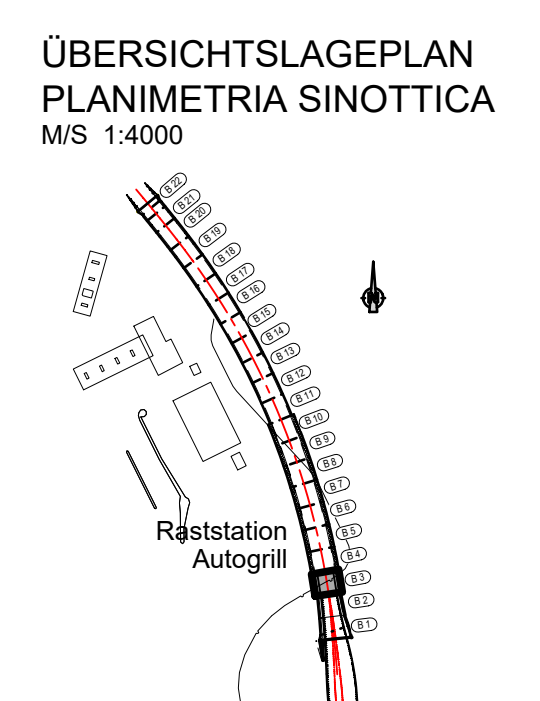 ÜBERSICHTSLAGEPLAN
PLANIMETRIA SINOTTICA
M/S 1:4000
B 22
B 21
B 20
B 19
B 18
B 17
B 16
N
B 15
B 14
B 13
B 12
B 11
B 10
B 9
B 8
B 7
B 6
Raststation
B 5
Autogrill
B 4
B 3
B 2
B 1